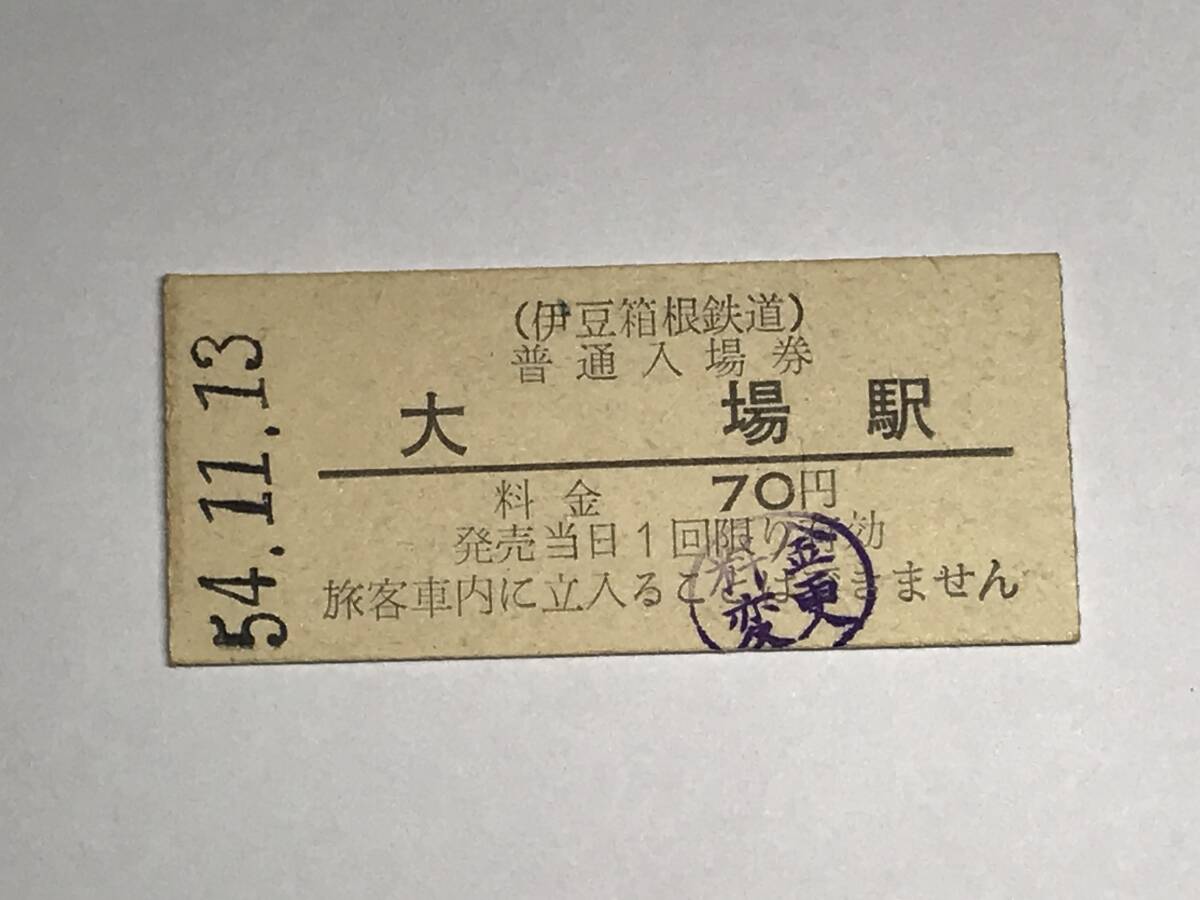 (伊豆箱根鉄道)
普通入場券
大場駅
料金 70円
発売当日1回限り有効
旅客車内に立入ることはできません
54.11.13
料金
変更